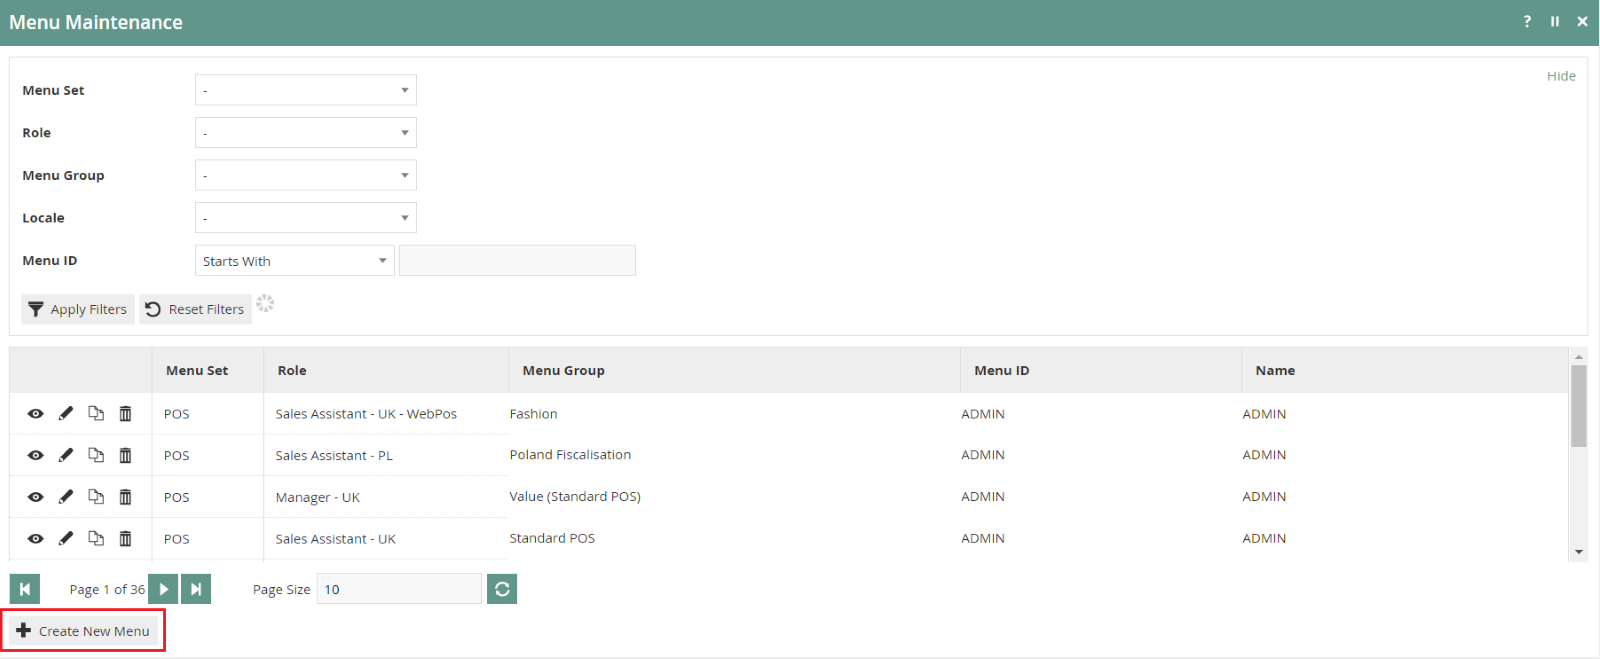 Menu Maintenance ?
Hide
Menu Set -
Role -
Menu Group -
Locale -
Menu ID Starts With
Apply Filters Reset Filters
Menu Set Role Menu Group Menu ID Name
POS Sales Assistant - UK - WebPos Fashion ADMIN ADMIN
POS Sales Assistant - PL Poland Fiscalisation ADMIN ADMIN
POS Manager - UK Value (Standard POS) ADMIN ADMIN
POS Sales Assistant - UK Standard POS ADMIN ADMIN
Page 1 of 36 Page Size 10
Create New Menu